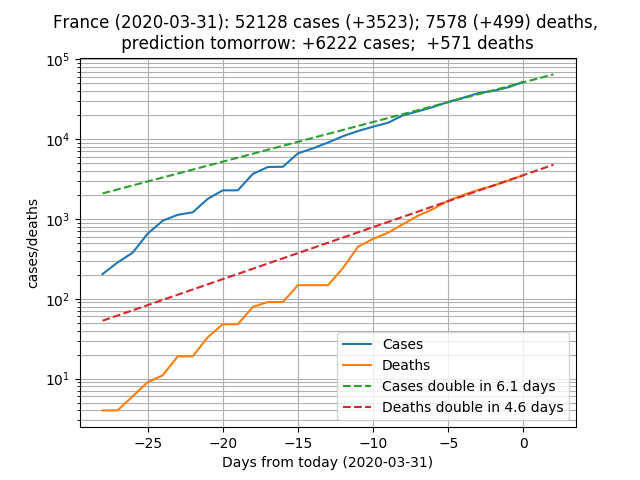 France (2020-03-31): 52128 cases (+3523); 7578 (+499) deaths,
prediction tomorrow: +6222 cases;  +571 deaths
10^5
10^4
10^3
10^2
10^1
cases/deaths
Cases
Deaths
Cases double in 6.1 days
Deaths double in 4.6 days
−25 −20 −15 −10 −5 0
Days from today (2020-03-31)